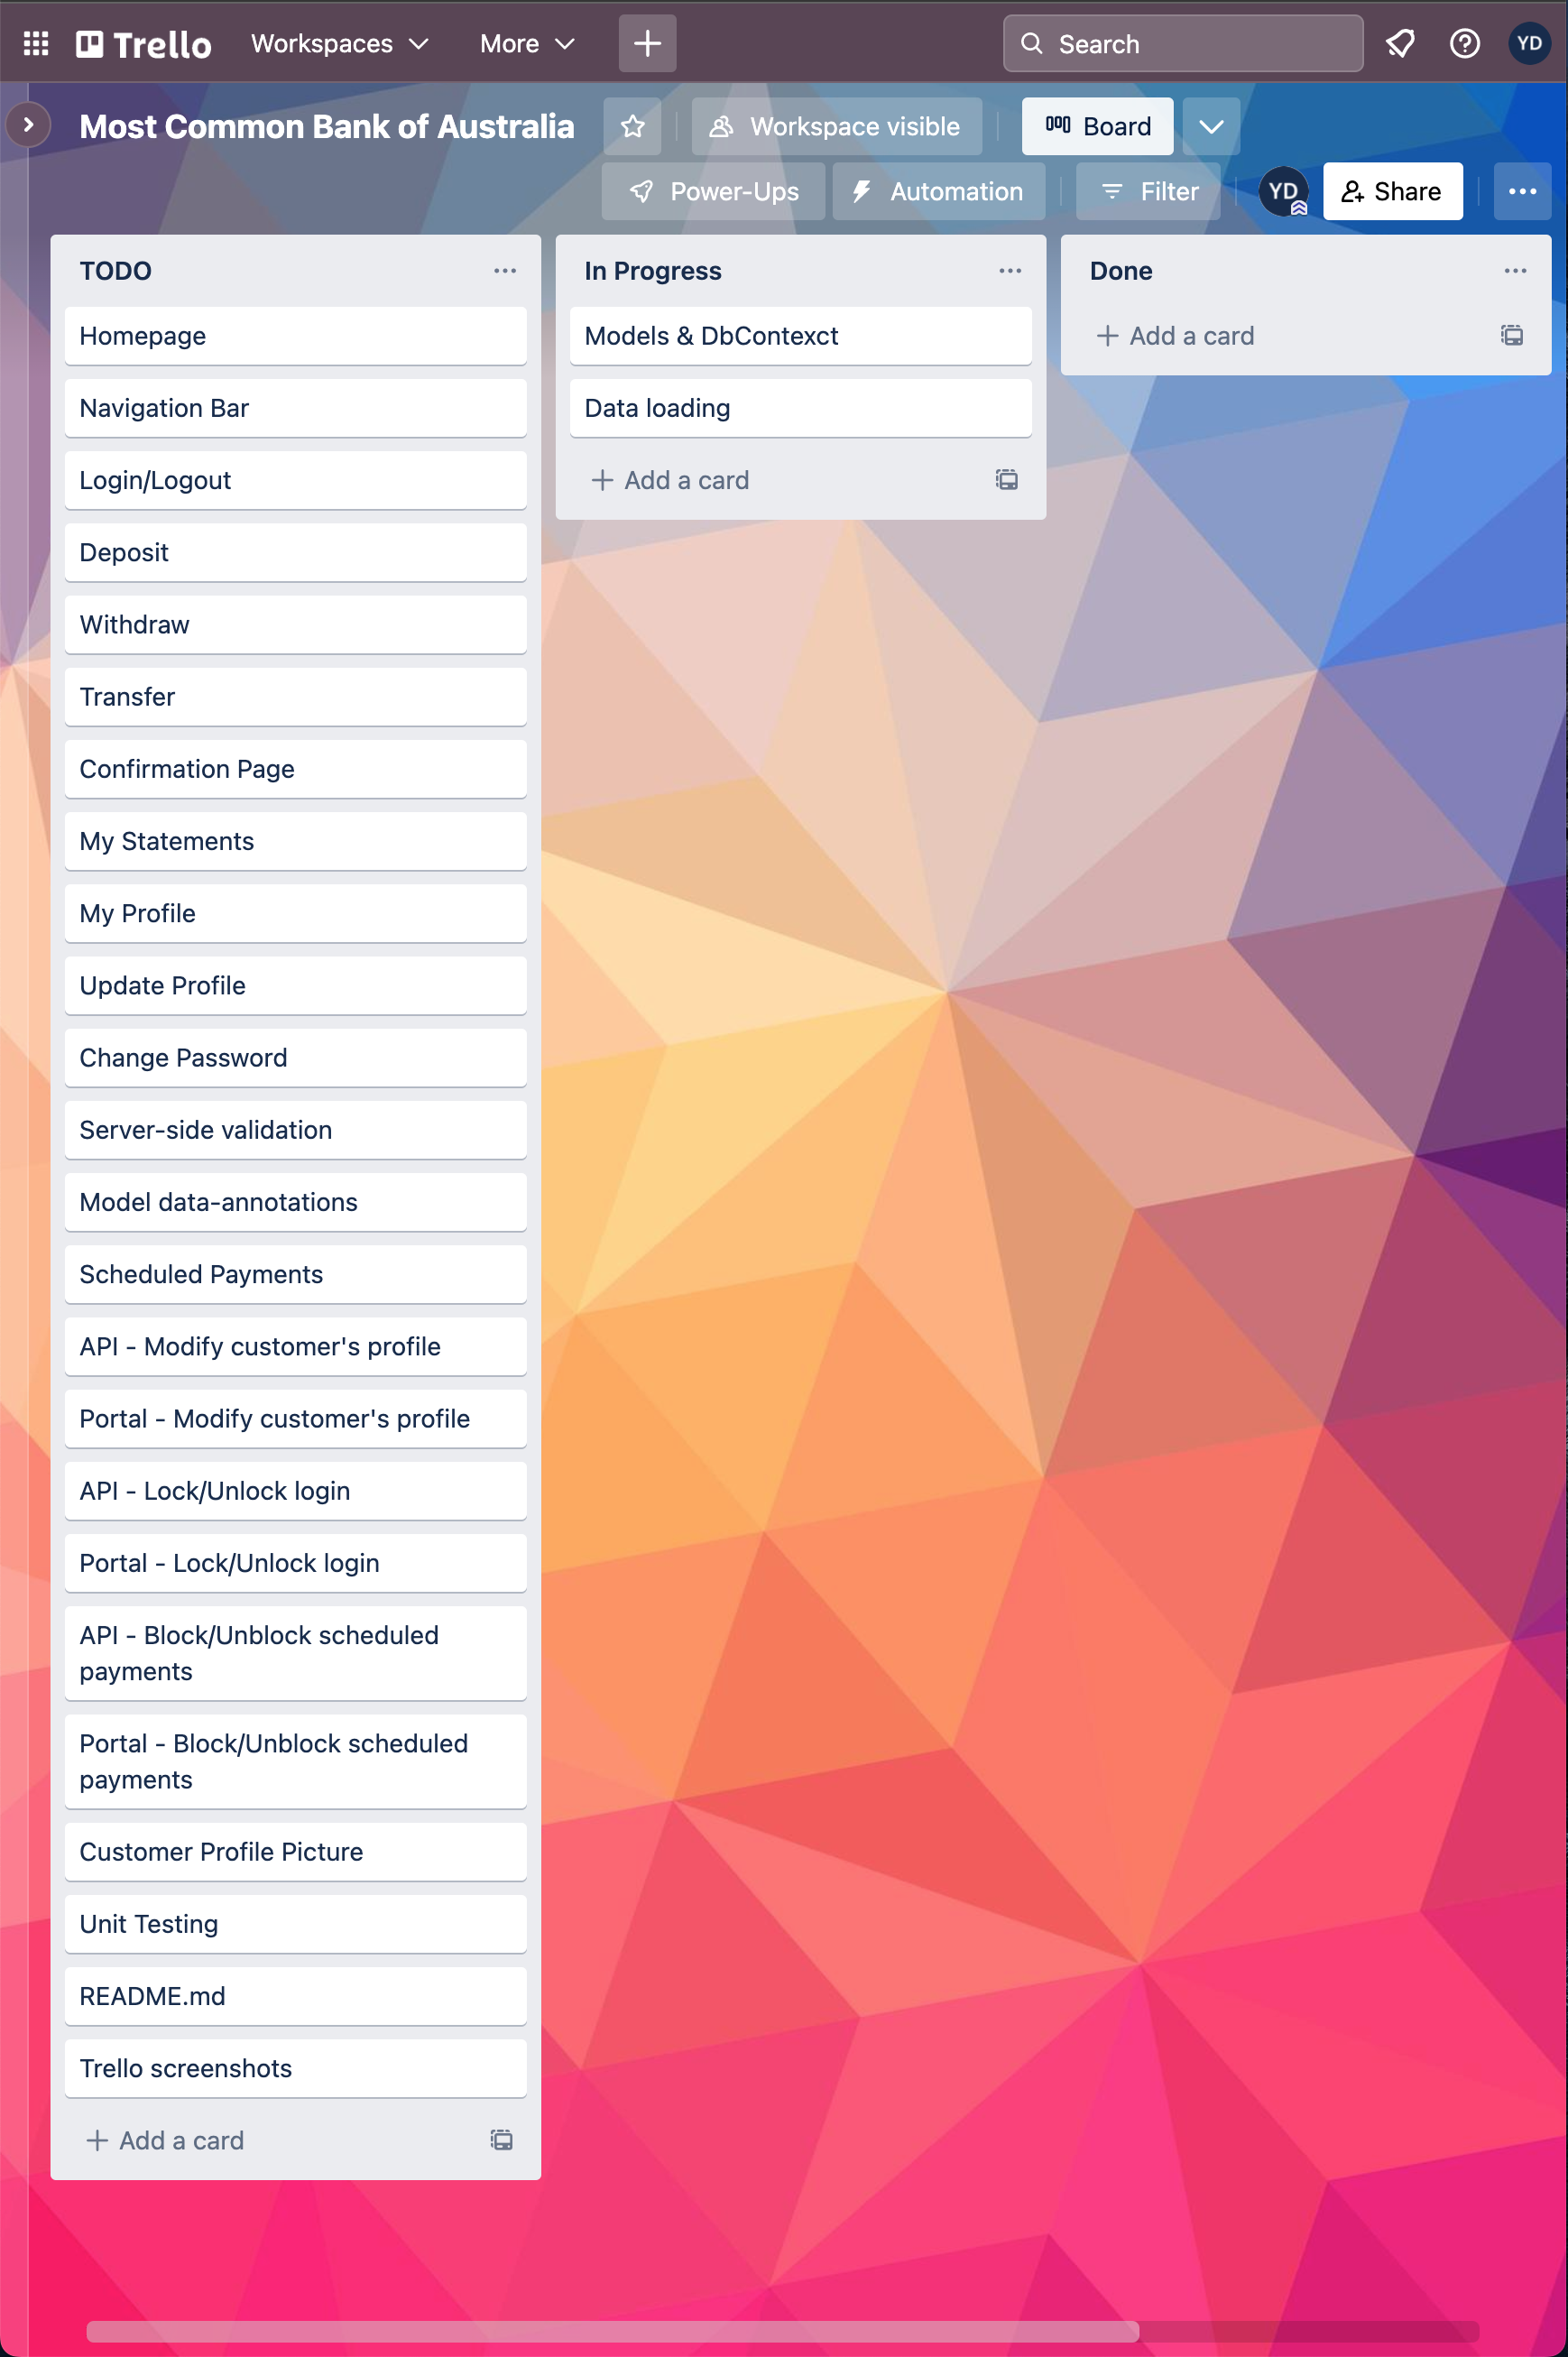 Trello
Workspaces
More
Search
YD
Most Common Bank of Australia
Workspace visible
Board
Power-Ups
Automation
Filter
YD
Share
TODO
Homepage
Navigation Bar
Login/Logout
Deposit
Withdraw
Transfer
Confirmation Page
My Statements
My Profile
Update Profile
Change Password
Server-side validation
Model data-annotations
Scheduled Payments
API - Modify customer's profile
Portal - Modify customer's profile
API - Lock/Unlock login
Portal - Lock/Unlock login
API - Block/Unblock scheduled
payments
Portal - Block/Unblock scheduled
payments
Customer Profile Picture
Unit Testing
README.md
Trello screenshots
Add a card
In Progress
Models & DbContexct
Data loading
Add a card
Done
Add a card